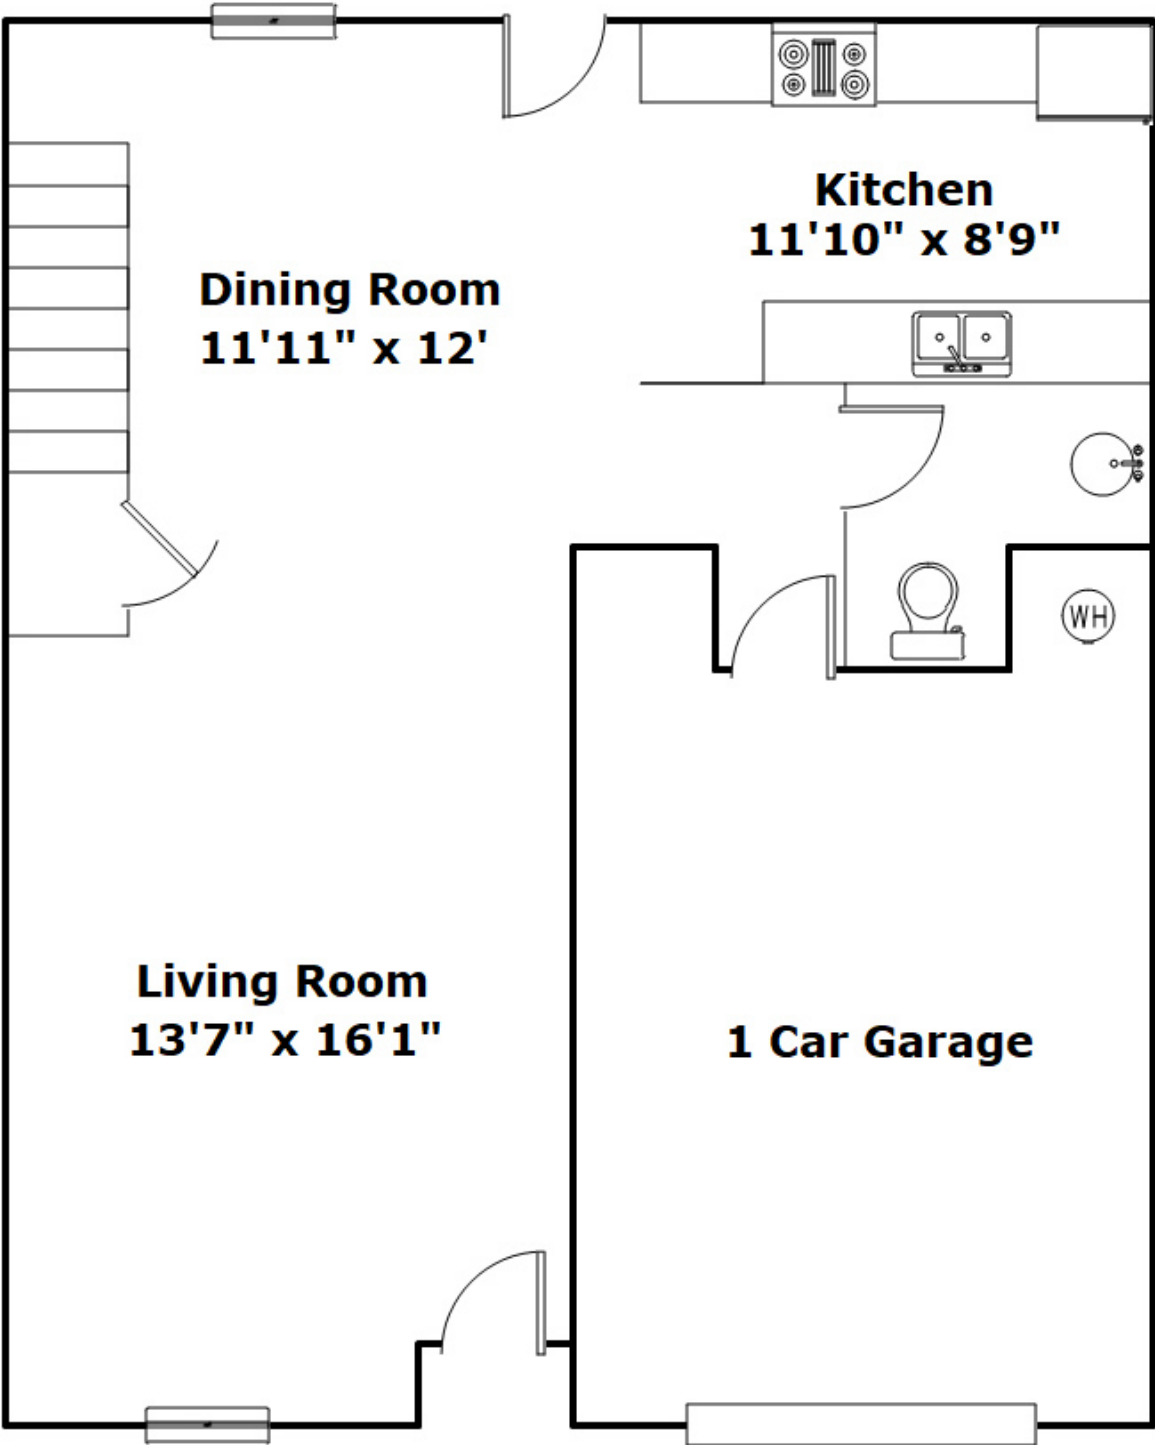 Kitchen
11'10" x 8'9"
Dining Room
11'11" x 12'
WH
Living Room
13'7" x 16'1"
1 Car Garage